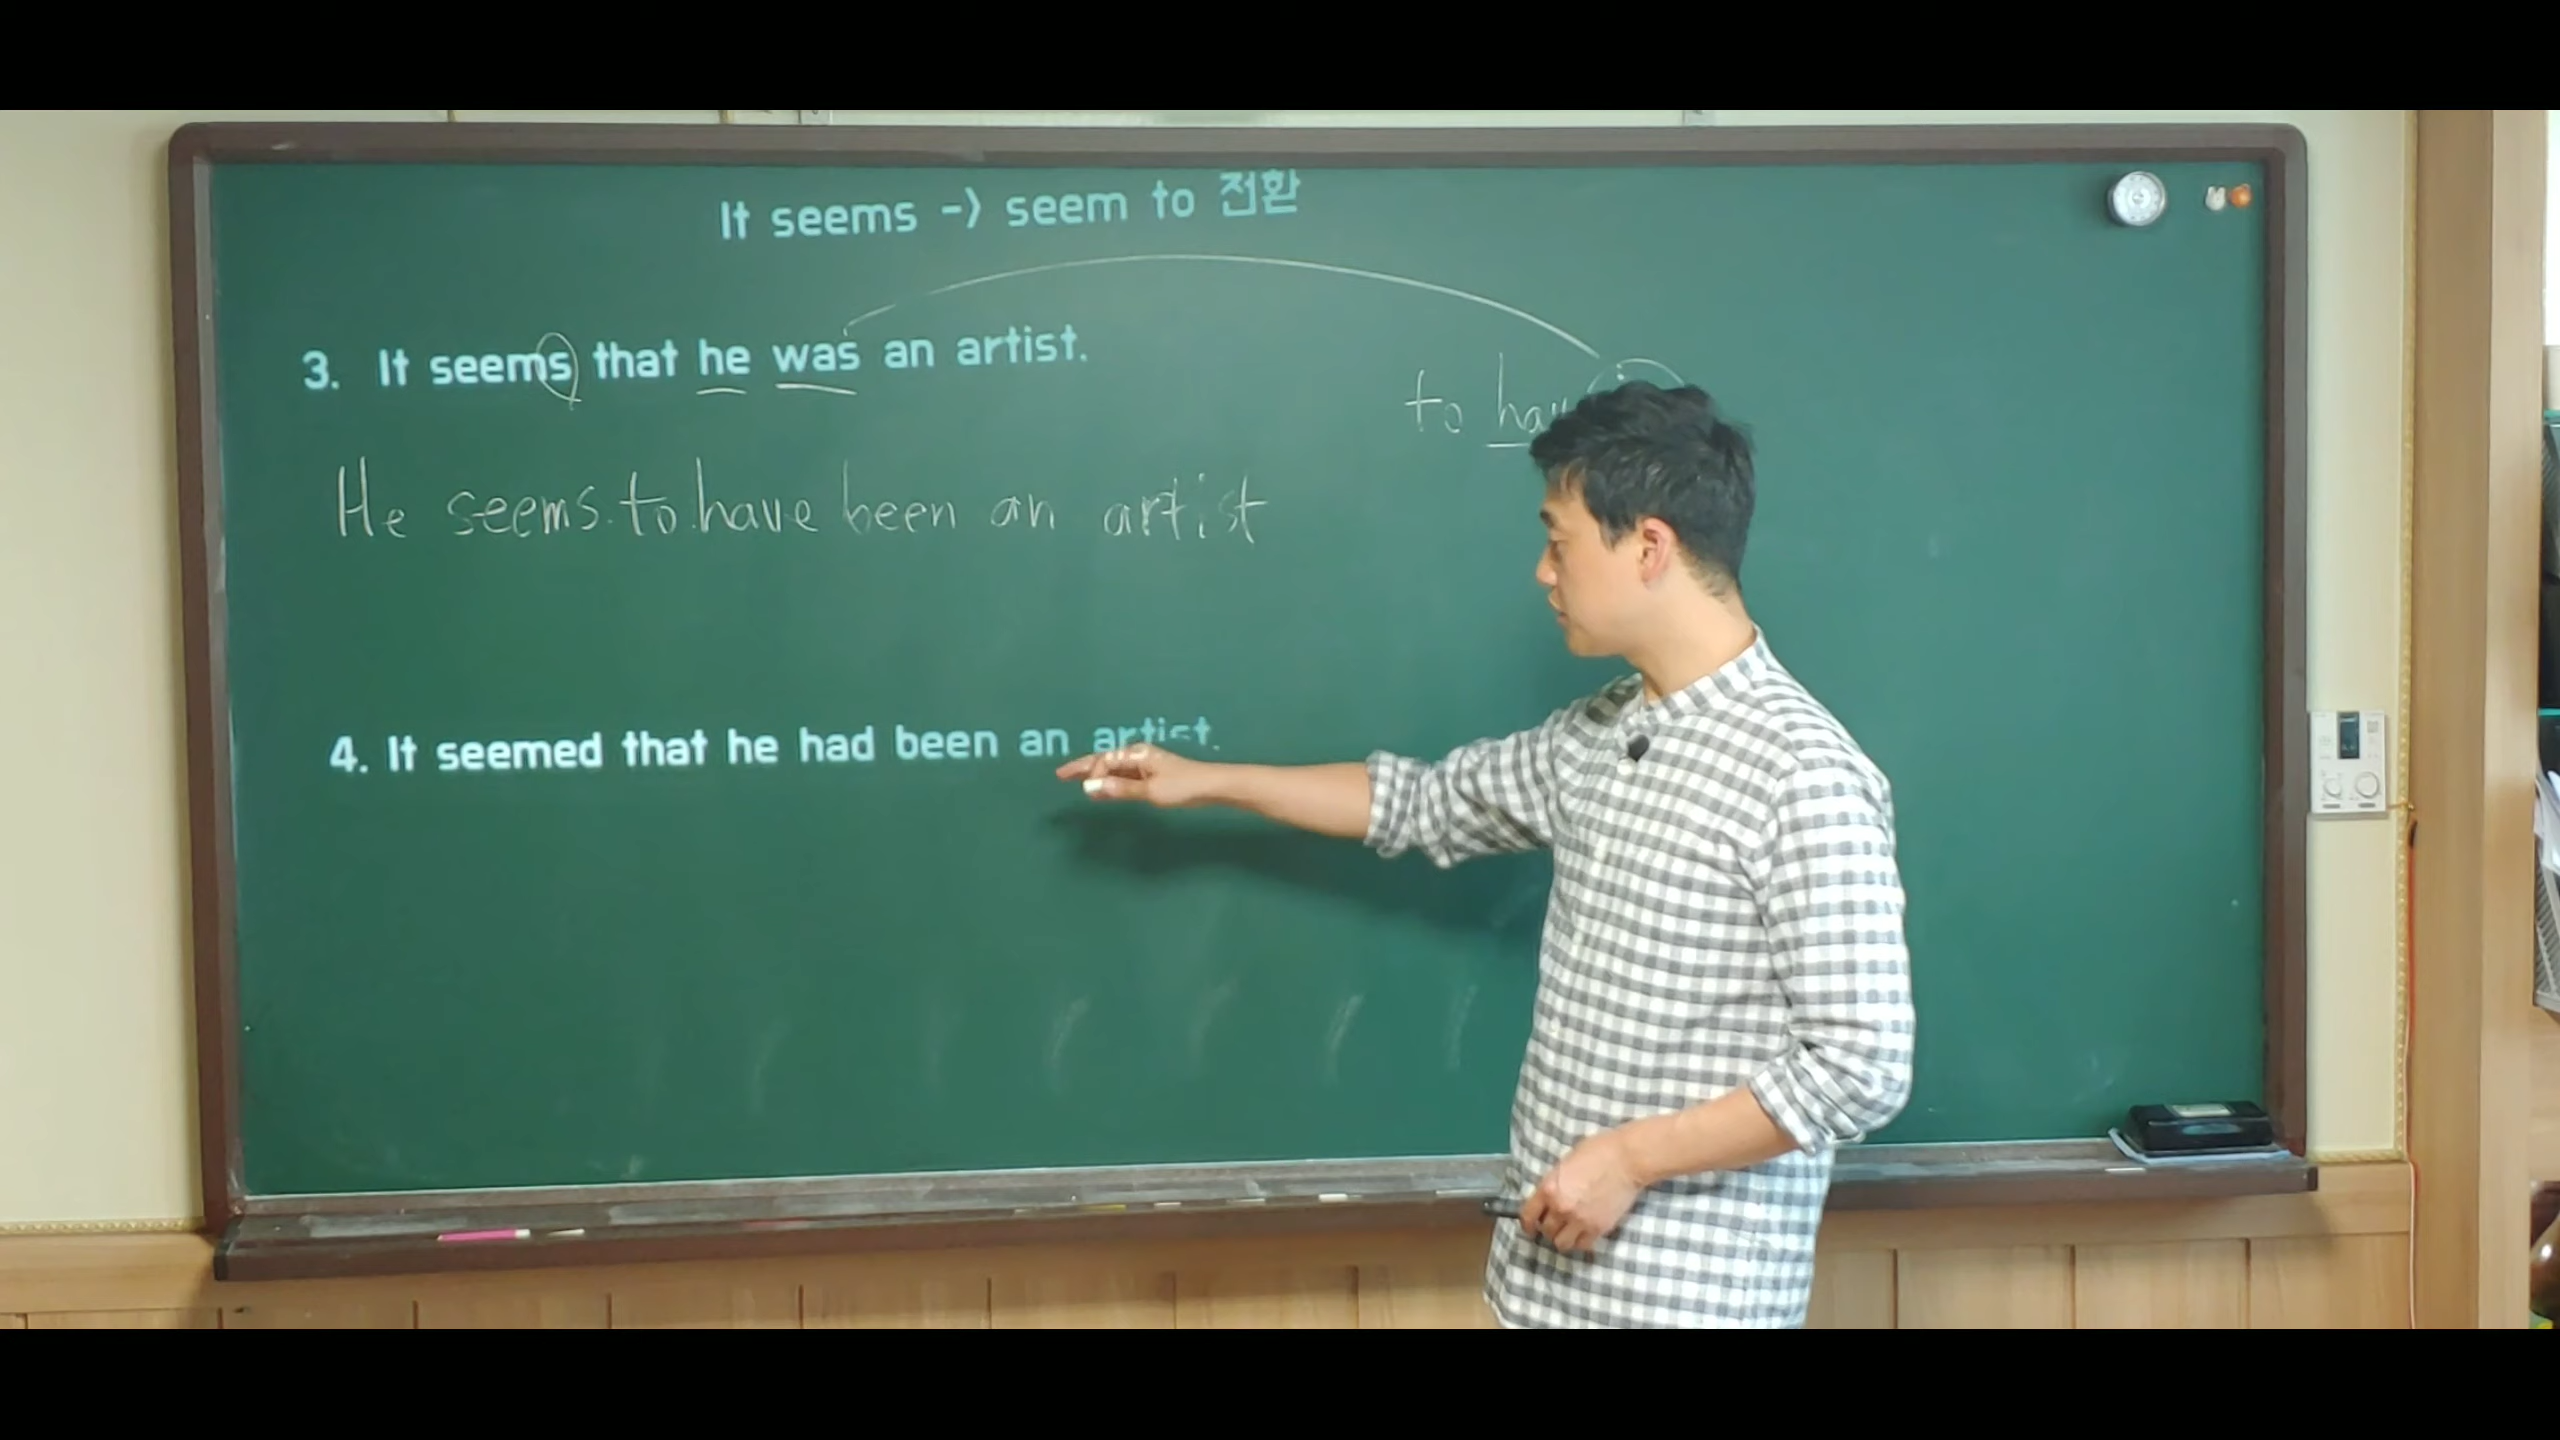 It seems -> seem to 전환
3. It seems that he was an artist.
to
He seems to have been an artist
4. It seemed that he had been an artist.